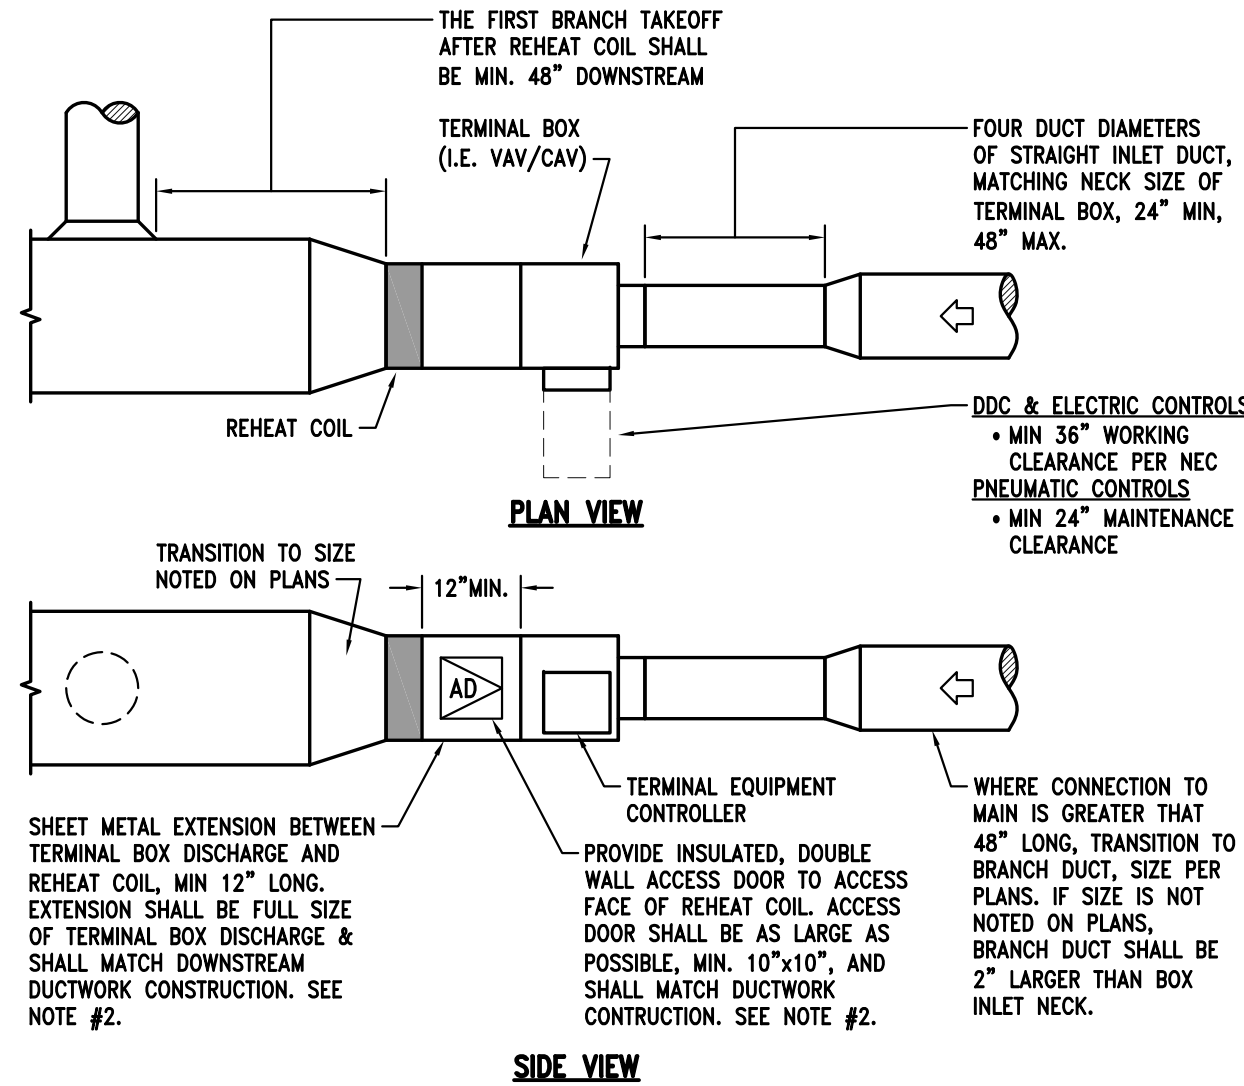 THE FIRST BRANCH TAKEOFF
AFTER REHEAT COIL SHALL
BE MIN. 48" DOWNSTREAM
TERMINAL BOX
(I.E. VAV/CAV)
FOUR DUCT DIAMETERS
OF STRAIGHT INLET DUCT,
MATCHING NECK SIZE OF
TERMINAL BOX, 24" MIN,
48" MAX.
REHEAT COIL
DDC & ELECTRIC CONTROLS
• MIN 36" WORKING
CLEARANCE PER NEC
PNEUMATIC CONTROLS
• MIN 24" MAINTENANCE
CLEARANCE
PLAN VIEW
TRANSITION TO SIZE
NOTED ON PLANS
12"MIN.
AD
TERMINAL EQUIPMENT
CONTROLLER
SHEET METAL EXTENSION BETWEEN
TERMINAL BOX DISCHARGE AND
REHEAT COIL, MIN 12" LONG.
EXTENSION SHALL BE FULL SIZE
OF TERMINAL BOX DISCHARGE &
SHALL MATCH DOWNSTREAM
DUCTWORK CONSTRUCTION. SEE
NOTE #2.
PROVIDE INSULATED, DOUBLE
WALL ACCESS DOOR TO ACCESS
FACE OF REHEAT COIL. ACCESS
DOOR SHALL BE AS LARGE AS
POSSIBLE, MIN. 10"x10", AND
SHALL MATCH DUCTWORK
CONTRUCTION. SEE NOTE #2.
WHERE CONNECTION TO
MAIN IS GREATER THAT
48" LONG, TRANSITION TO
BRANCH DUCT, SIZE PER
PLANS. IF SIZE IS NOT
NOTED ON PLANS,
BRANCH DUCT SHALL BE
2" LARGER THAN BOX
INLET NECK.
SIDE VIEW